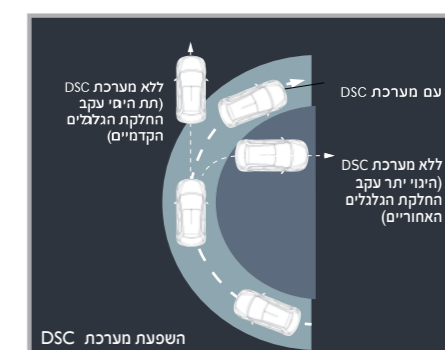 עם מערכת DSC
ללא מערכת DSC
(היגוי יתר עקב
החלקת הגלגלים
האחוריים)
ללא מערכת DSC
(תת היגוי עקב
החלקת הגלגלים
הקדמיים)
השפעת מערכת DSC